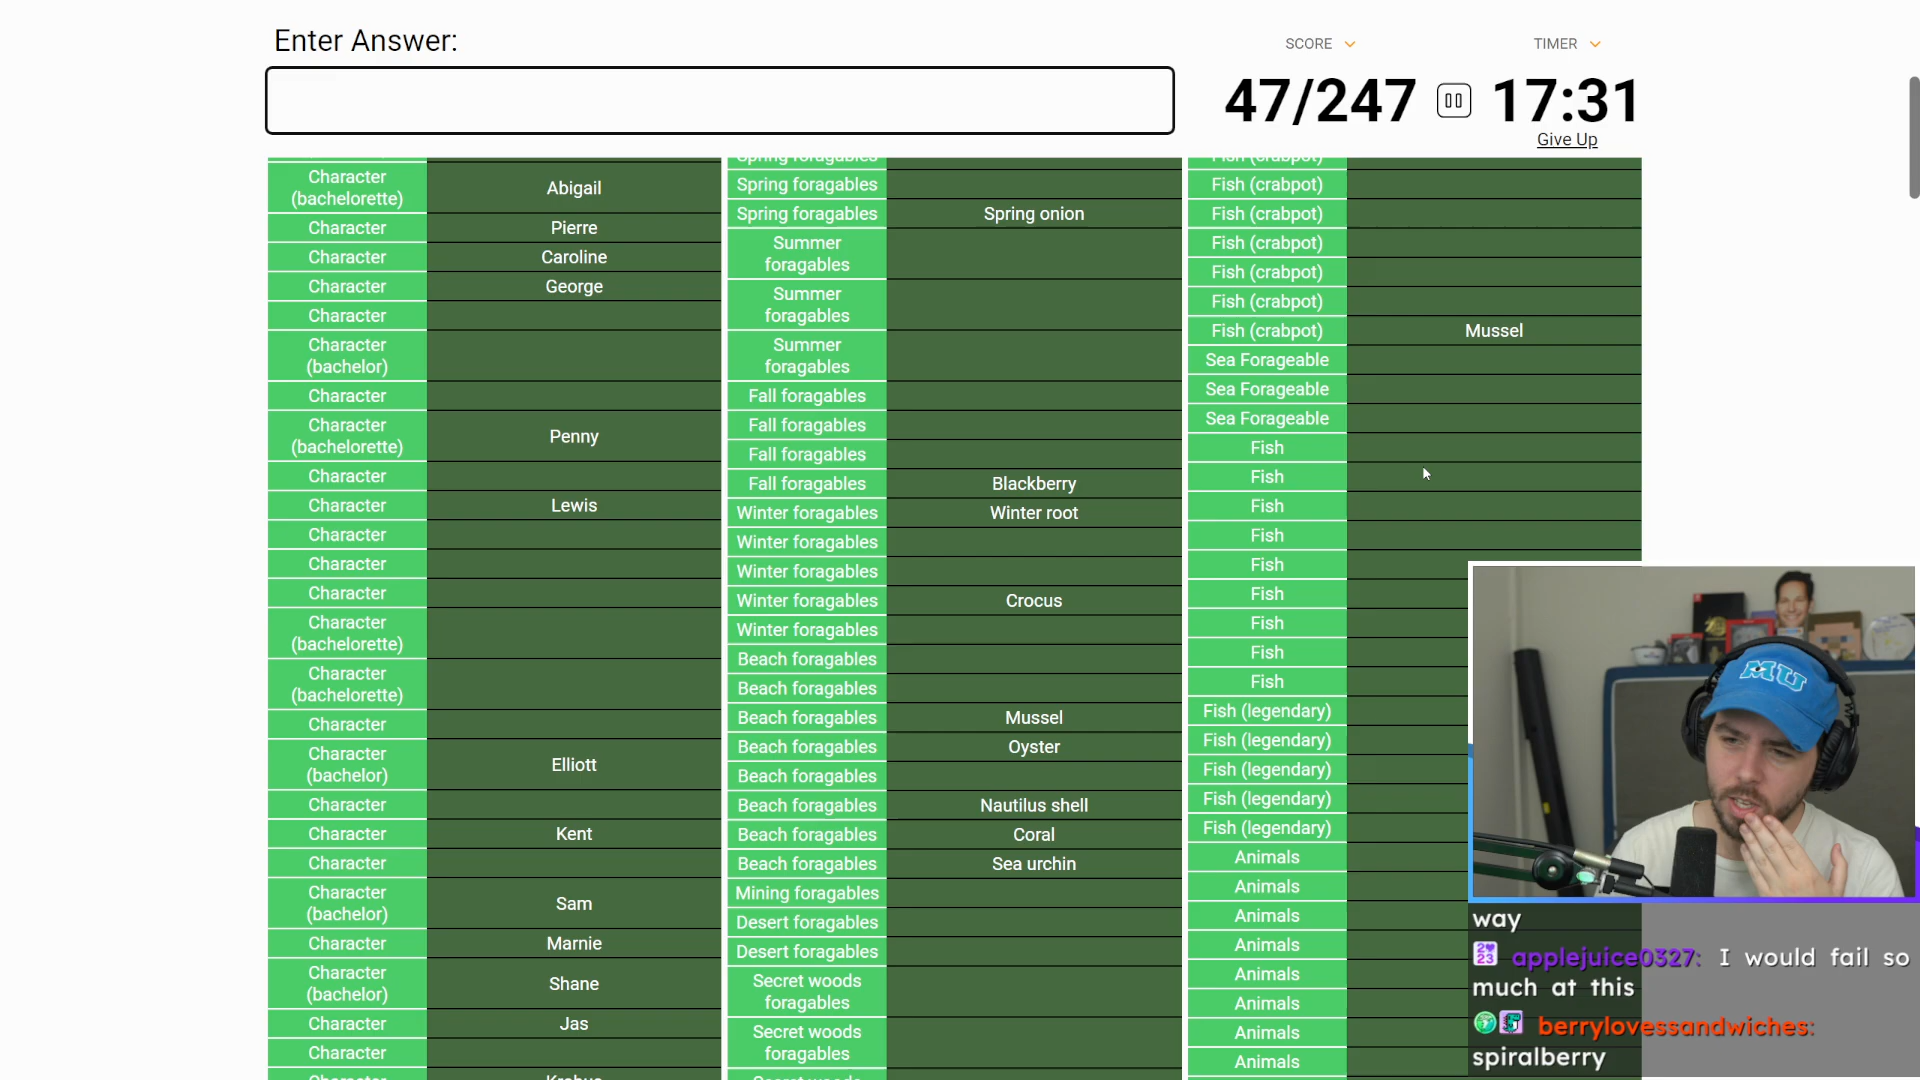 Enter Answer:
SCORE
TIMER
47/247
17:31
Give Up
Character
(bachelorette)
Abigail
Character
Pierre
Character
Caroline
Character
George
Character
Character
(bachelor)
Character
Character
(bachelorette)
Penny
Character
Character
Lewis
Character
Character
Character
Character
(bachelorette)
Character
(bachelorette)
Character
Character
(bachelor)
Elliott
Character
Character
Kent
Character
Character
(bachelor)
Sam
Character
Marnie
Character
(bachelor)
Shane
Character
Jas
Character
Character
Krobus
Spring foragables
Spring foragables
Spring foragables
Spring onion
Summer
foragables
Summer
foragables
Summer
foragables
Fall foragables
Fall foragables
Fall foragables
Fall foragables
Blackberry
Winter foragables
Winter root
Winter foragables
Winter foragables
Winter foragables
Crocus
Winter foragables
Beach foragables
Beach foragables
Beach foragables
Mussel
Beach foragables
Oyster
Beach foragables
Beach foragables
Nautilus shell
Beach foragables
Coral
Beach foragables
Sea urchin
Mining foragables
Desert foragables
Desert foragables
Secret woods
foragables
Secret woods
foragables
Secret woods
Fish (crabpot)
Fish (crabpot)
Fish (crabpot)
Fish (crabpot)
Fish (crabpot)
Fish (crabpot)
Fish (crabpot)
Mussel
Sea Forageable
Sea Forageable
Sea Forageable
Fish
Fish
Fish
Fish
Fish
Fish
Fish
Fish
Fish
Fish (legendary)
Fish (legendary)
Fish (legendary)
Fish (legendary)
Fish (legendary)
Animals
Animals
Animals
Animals
Animals
Animals
Animals
Animals
MU
way
applejuice0327: I would fail so
much at this
berrylovessandwiches:
spiralberry